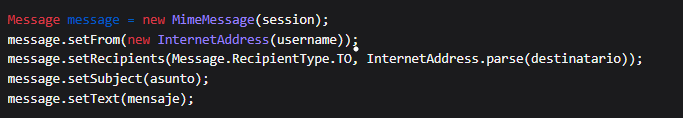 Message message = new MimeMessage(session);
message.setFrom(new InternetAddress(username));
message.setRecipients(Message.RecipientType.TO, InternetAddress.parse(destinatario));
message.setSubject(asunto);
message.setText(mensaje);